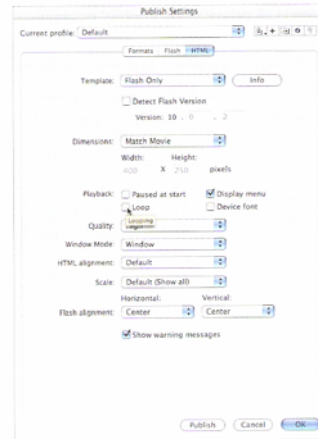 Publish Settings
Current profile: Default
Formats Flash HTML
Template: Flash Only Info
Detect Flash Version
Version: 10 . 0 . 2
Dimensions: Match Movie
Width: Height:
400 X 250 pixels
Playback: Paused at start Display menu
Loop Device font
Looping
Quality:
Window Mode: Window
HTML alignment: Default
Scale: Default (Show all)
Horizontal: Vertical:
Flash alignment: Center Center
Show warning messages
Publish Cancel OK